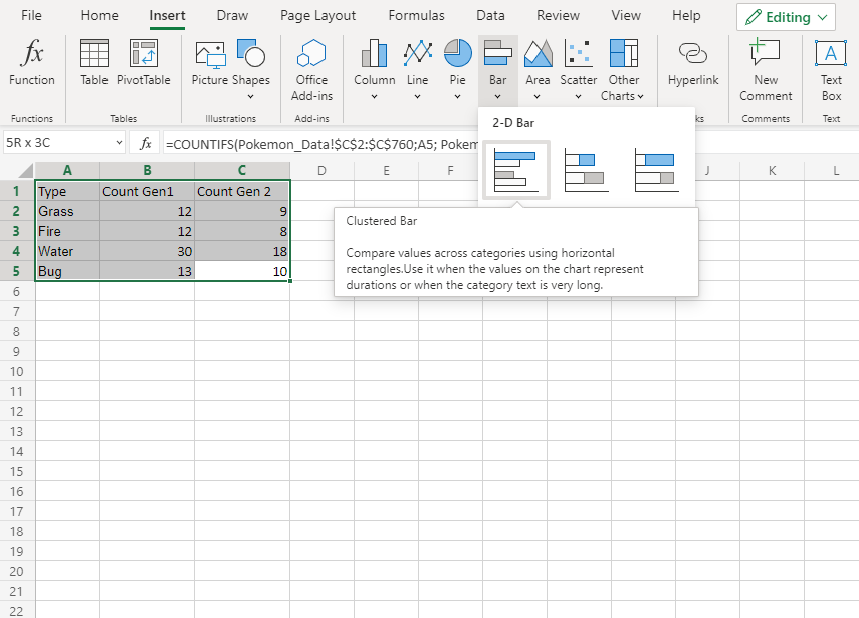 File Home Insert Draw Page Layout Formulas Data Review View Help Editing
fx
Function Table PivotTable Picture Shapes Office Add-ins Column Line Pie Bar Area Scatter Other Charts Hyperlink New Comment A Text Box
Functions Tables Illustrations Add-ins ks Comments Text
2-D Bar
5R x 3C fx =COUNTIFS(Pokemon_Data!$C$2:$C$760;A5; Pokem
A B C D E F J K L
1 Type Count Gen1 Count Gen 2
2 Grass 12 9
3 Fire 12 8
4 Water 30 18
5 Bug 13 10
Clustered Bar
Compare values across categories using horizontal
rectangles.Use it when the values on the chart represent
durations or when the category text is very long.
6
7
8
9
10
11
12
13
14
15
16
17
18
19
20
21
22